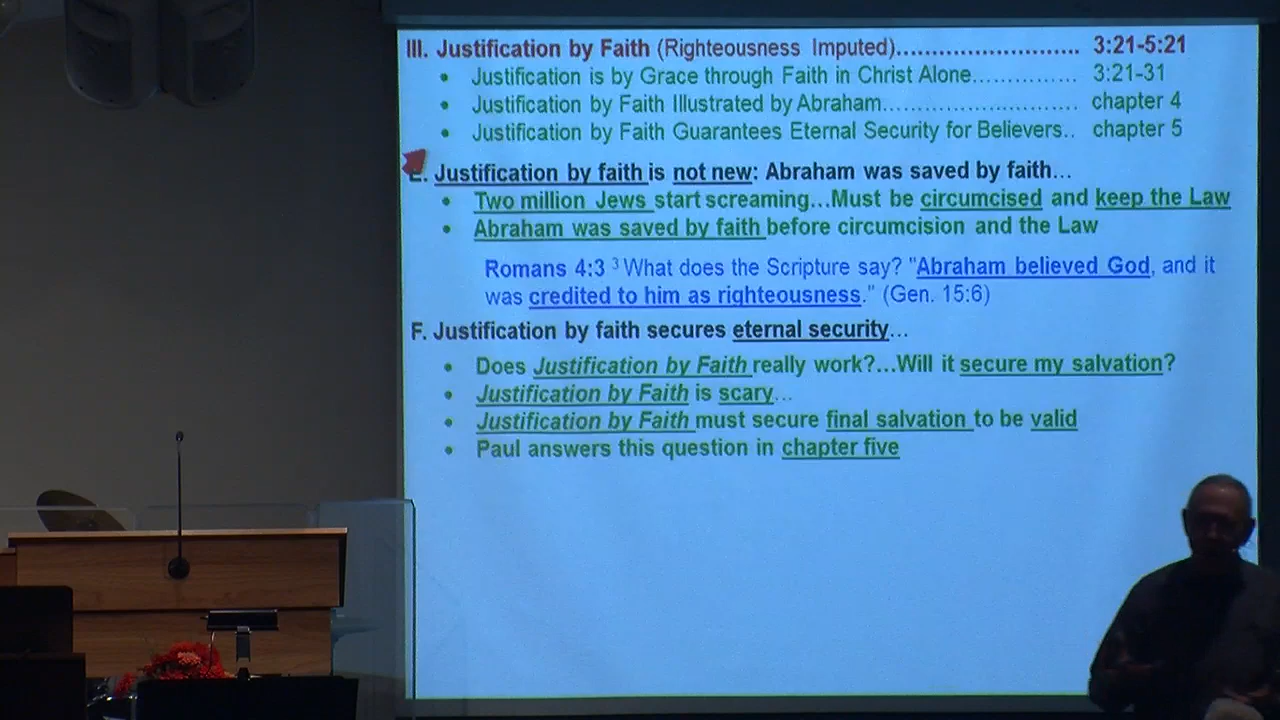 III. Justification by Faith (Righteousness Imputed)......................... 3:21-5:21
• Justification is by Grace through Faith in Christ Alone............... 3:21-31
• Justification by Faith Illustrated by Abraham............................ chapter 4
• Justification by Faith Guarantees Eternal Security for Believers.. chapter 5
E. Justification by faith is not new: Abraham was saved by faith…
• Two million Jews start screaming…Must be circumcised and keep the Law
• Abraham was saved by faith before circumcision and the Law
Romans 4:3 ³ What does the Scripture say? "Abraham believed God, and it
was credited to him as righteousness." (Gen. 15:6)
F. Justification by faith secures eternal security…
• Does Justification by Faith really work?…Will it secure my salvation?
• Justification by Faith is scary…
• Justification by Faith must secure final salvation to be valid
• Paul answers this question in chapter five